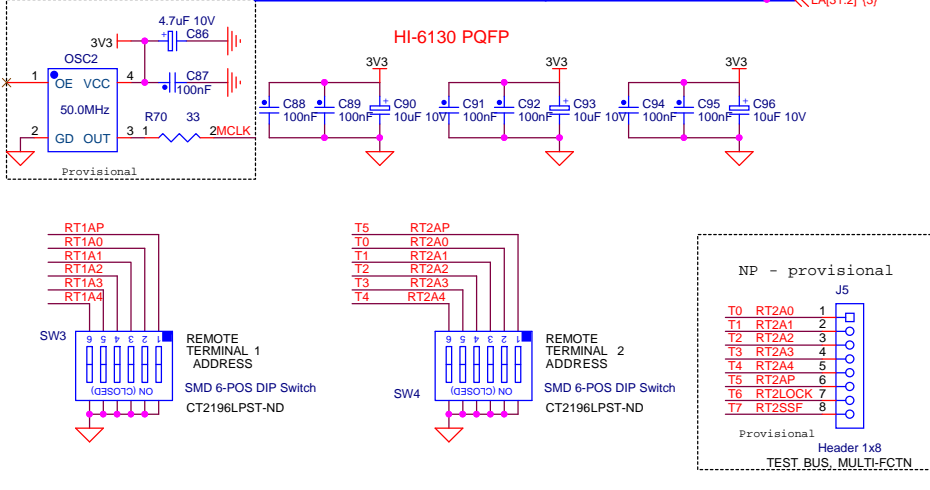 LA[31:2] {3}
4.7uF 10V
3V3
C86
OSC2
C87
100nF
1
OE
VCC
4
50.0MHz
R70
33
2
GD
OUT
3
1
2
MCLK
Provisional
HI-6130 PQFP
3V3
3V3
3V3
C88
100nF
C89
100nF
C90
10uF 10V
C91
100nF
C92
100nF
C93
10uF 10V
C94
100nF
C95
100nF
C96
10uF 10V
RT1AP
RT1A0
RT1A1
RT1A2
RT1A3
RT1A4
SW3
6 5 4 3 2 1
ON (CLOSED)
REMOTE
TERMINAL 1
ADDRESS
SMD 6-POS DIP Switch
CT2196LPST-ND
T5 RT2AP
T0 RT2A0
T1 RT2A1
T2 RT2A2
T3 RT2A3
T4 RT2A4
SW4
6 5 4 3 2 1
ON (CLOSED)
REMOTE
TERMINAL 2
ADDRESS
SMD 6-POS DIP Switch
CT2196LPST-ND
NP - provisional
J5
T0 RT2A0 1
T1 RT2A1 2
T2 RT2A2 3
T3 RT2A3 4
T4 RT2A4 5
T5 RT2AP 6
T6 RT2LOCK 7
T7 RT2SSF 8
Provisional
Header 1x8
TEST BUS, MULTI-FCTN